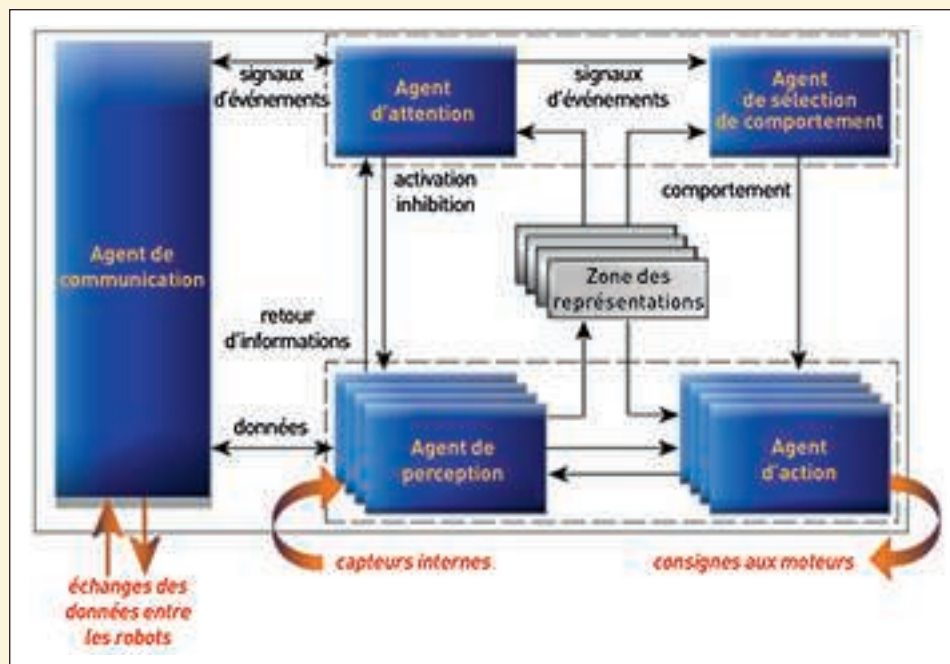 signaux
d'événements
Agent
d'attention
signaux
d'événements
Agent
de sélection
de comportement
activation
inhibition
comportement
Agent de
communication
Zone des
représentations
retour
d'informations
données
Agent de
perception
Agent
d'action
capteurs internes
consignes aux moteurs
échanges des
données entre
les robots